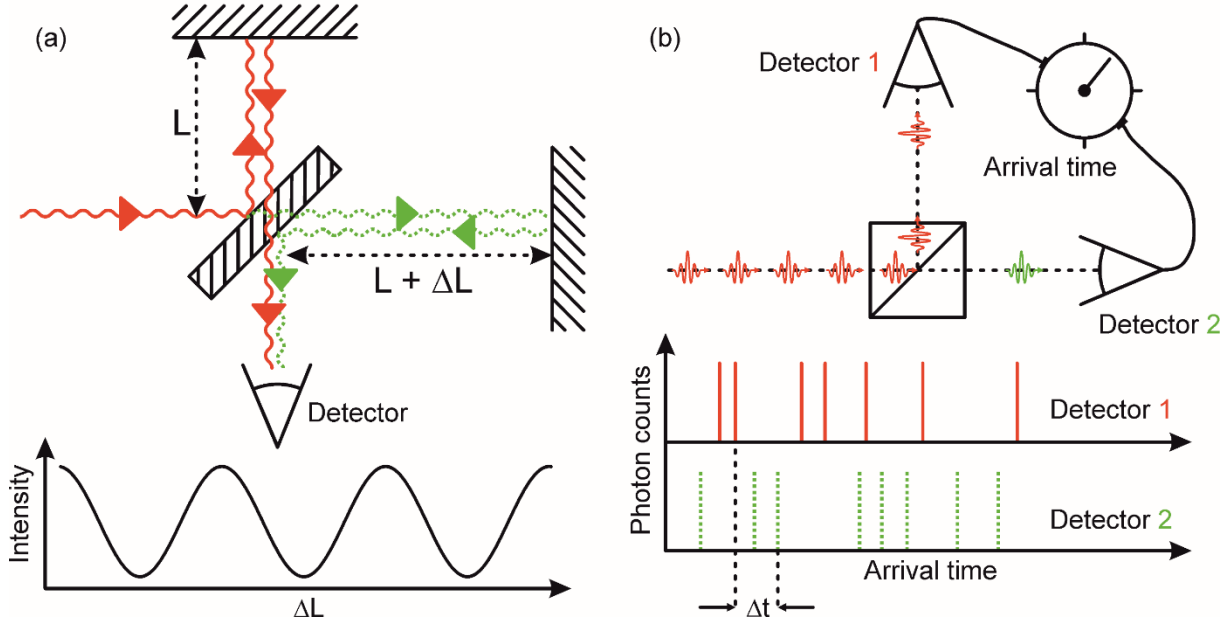 (a)
L
L + ΔL
Detector
Intensity
ΔL
(b)
Detector 1
Arrival time
Detector 2
Photon counts
Detector 1
Detector 2
Arrival time
Δt